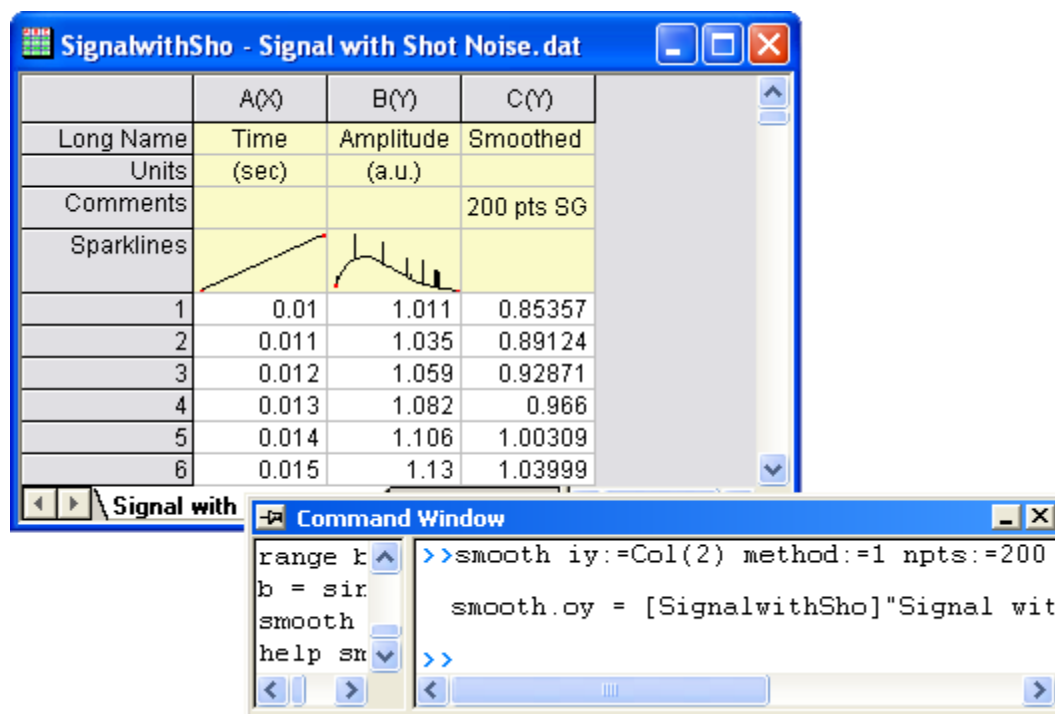 SignalwithSho - Signal with Shot Noise.dat
A(X) B(Y) C(Y)
Long Name Time Amplitude Smoothed
Units (sec) (a.u.)
Comments 200 pts SG
Sparklines
1 0.01 1.011 0.85357
2 0.011 1.035 0.89124
3 0.012 1.059 0.92871
4 0.013 1.082 0.966
5 0.014 1.106 1.00309
6 0.015 1.13 1.03999
Signal with
Command Window
range b
b = sin
smooth
help sm
>>smooth iy:=Col(2) method:=1 npts:=200
smooth.oy = [SignalwithSho]"Signal wit
>>